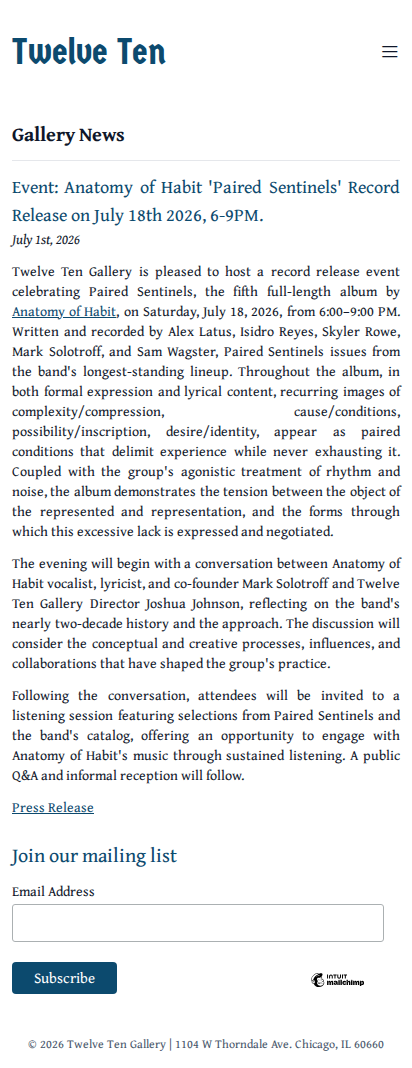 Twelve Ten
Gallery News
Event: Anatomy of Habit 'Paired Sentinels' Record
Release on July 18th 2026, 6-9PM.
July 1st, 2026
Twelve Ten Gallery is pleased to host a record release event
celebrating Paired Sentinels, the fifth full-length album by
Anatomy of Habit, on Saturday, July 18, 2026, from 6:00–9:00 PM.
Written and recorded by Alex Latus, Isidro Reyes, Skyler Rowe,
Mark Solotroff, and Sam Wagster, Paired Sentinels issues from
the band's longest-standing lineup. Throughout the album, in
both formal expression and lyrical content, recurring images of
complexity/compression, cause/conditions,
possibility/inscription, desire/identity, appear as paired
conditions that delimit experience while never exhausting it.
Coupled with the group's agonistic treatment of rhythm and
noise, the album demonstrates the tension between the object of
the represented and representation, and the forms through
which this excessive lack is expressed and negotiated.
The evening will begin with a conversation between Anatomy of
Habit vocalist, lyricist, and co-founder Mark Solotroff and Twelve
Ten Gallery Director Joshua Johnson, reflecting on the band's
nearly two-decade history and the approach. The discussion will
consider the conceptual and creative processes, influences, and
collaborations that have shaped the group's practice.
Following the conversation, attendees will be invited to a
listening session featuring selections from Paired Sentinels and
the band's catalog, offering an opportunity to engage with
Anatomy of Habit's music through sustained listening. A public
Q&A and informal reception will follow.
Press Release
Join our mailing list
Email Address
Subscribe
INTUIT
mailchimp
© 2026 Twelve Ten Gallery | 1104 W Thorndale Ave. Chicago, IL 60660